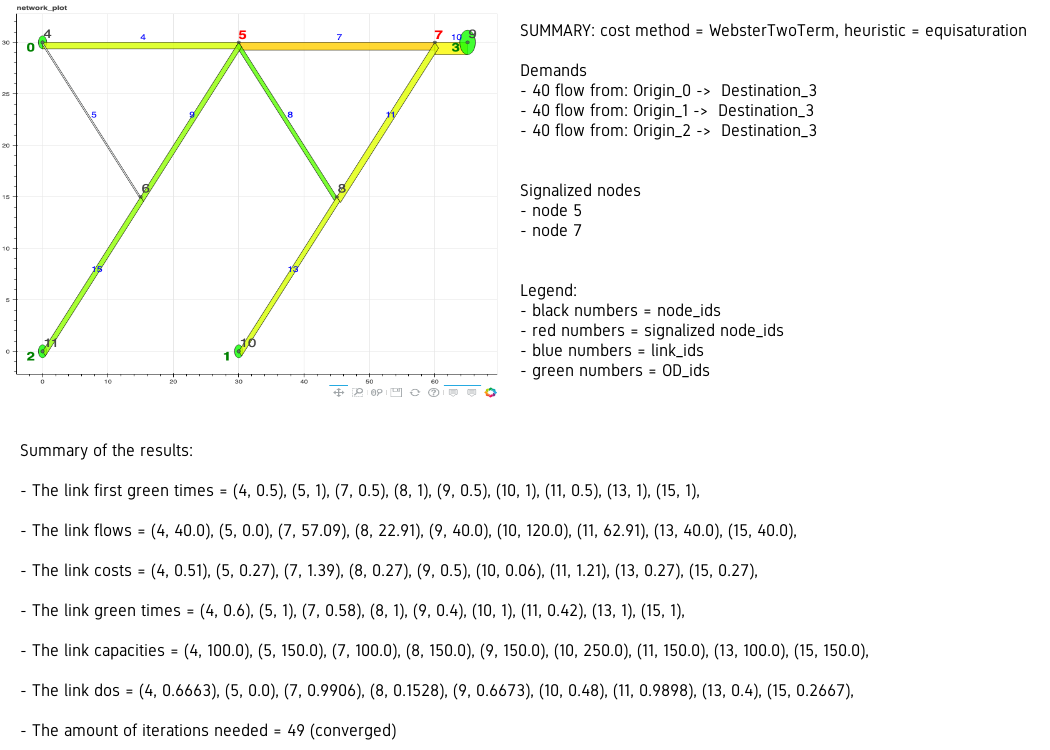 network_plot
4
0
4
5
7
7
10
3
9
30
5
9
8
11
25
20
6
8
15
10
15
13
5
11
10
0
2
1
0
10
20
30
40
50
60
SUMMARY: cost method = WebsterTwoTerm, heuristic = equisaturation
Demands
- 40 flow from: Origin_0 -> Destination_3
- 40 flow from: Origin_1 -> Destination_3
- 40 flow from: Origin_2 -> Destination_3
Signalized nodes
- node 5
- node 7
Legend:
- black numbers = node_ids
- red numbers = signalized node_ids
- blue numbers = link_ids
- green numbers = OD_ids
Summary of the results:
- The link first green times = (4, 0.5), (5, 1), (7, 0.5), (8, 1), (9, 0.5), (10, 1), (11, 0.5), (13, 1), (15, 1),
- The link flows = (4, 40.0), (5, 0.0), (7, 57.09), (8, 22.91), (9, 40.0), (10, 120.0), (11, 62.91), (13, 40.0), (15, 40.0),
- The link costs = (4, 0.51), (5, 0.27), (7, 1.39), (8, 0.27), (9, 0.5), (10, 0.06), (11, 1.21), (13, 0.27), (15, 0.27),
- The link green times = (4, 0.6), (5, 1), (7, 0.58), (8, 1), (9, 0.4), (10, 1), (11, 0.42), (13, 1), (15, 1),
- The link capacities = (4, 100.0), (5, 150.0), (7, 100.0), (8, 150.0), (9, 150.0), (10, 250.0), (11, 150.0), (13, 100.0), (15, 150.0),
- The link dos = (4, 0.6663), (5, 0.0), (7, 0.9906), (8, 0.1528), (9, 0.6673), (10, 0.48), (11, 0.9898), (13, 0.4), (15, 0.2667),
- The amount of iterations needed = 49 (converged)